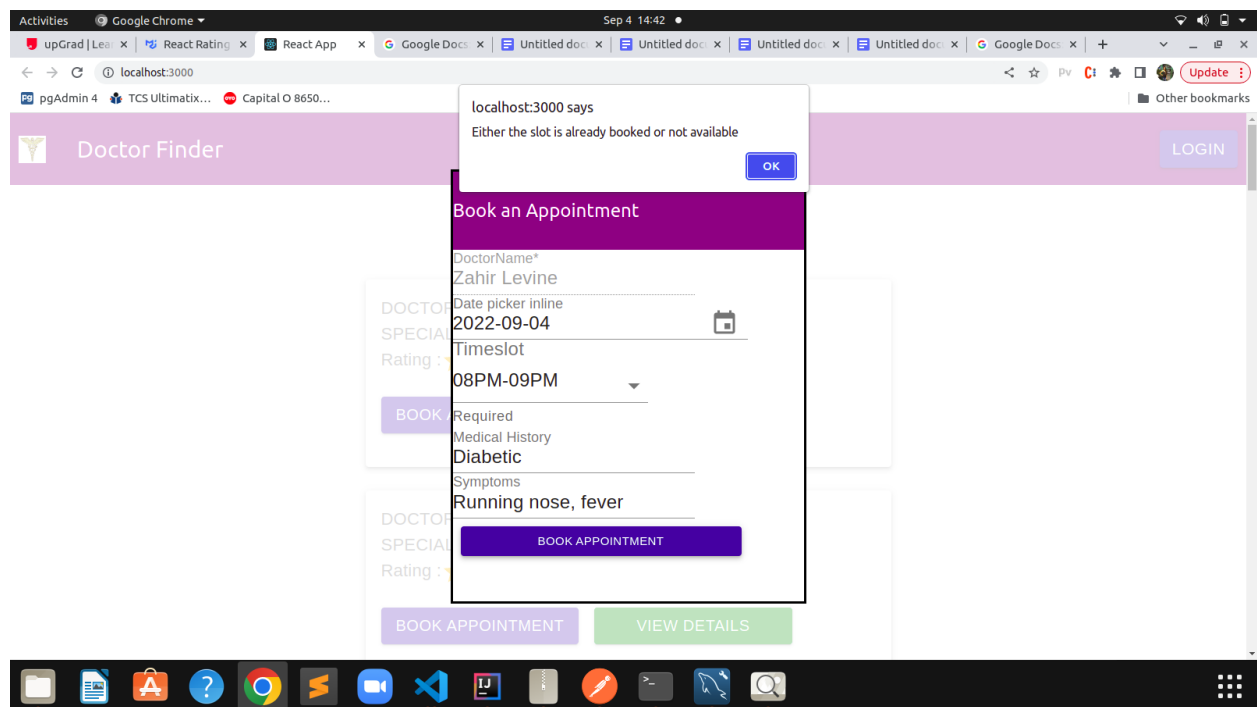 Activities Google Chrome Sep 4 14:42
upGrad | Lea React Rating React App Google Docs Untitled doc Untitled doc Untitled doc Untitled doc Google Docs
localhost:3000 Pv C Update
pgAdmin 4 TCS Ultimatix... Capital O 8650... Other bookmarks
localhost:3000 says
Either the slot is already booked or not available
OK
Doctor Finder LOGIN
Book an Appointment
DoctorName*
Zahir Levine
Date picker inline
2022-09-04
Timeslot
08PM-09PM
Required
Medical History
Diabetic
Symptoms
Running nose, fever
BOOK APPOINTMENT
DOCTO
SPECIAL
Rating :
BOOK
DOCTO
SPECIAL
Rating :
BOOK APPOINTMENT VIEW DETAILS